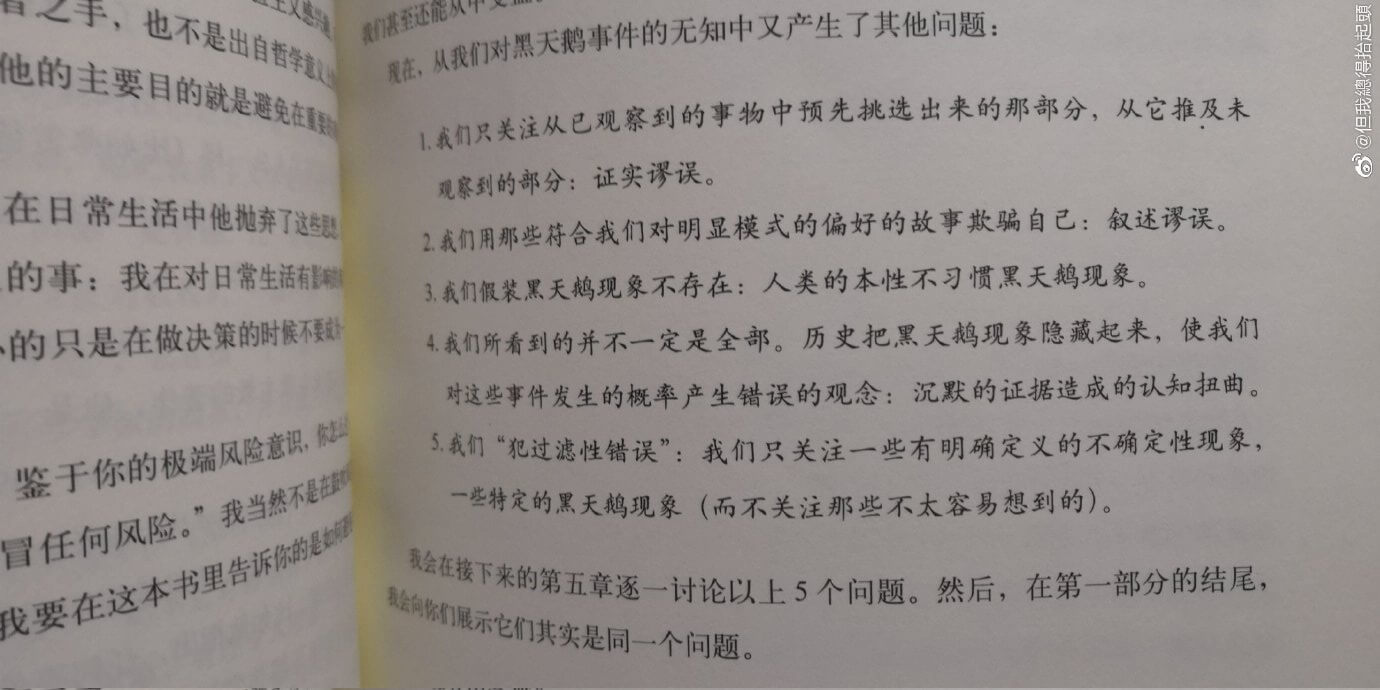 者之手，也不是出自哲学意义上
他的主要目的就是避免在重要
在日常生活中他抛弃了这些思想
的事：我在对日常生活有影响
的只是在做决策的时候不要成为
鉴于你的极端风险意识，你怎么
冒任何风险。”我当然不是在鼓
我要在这本书里告诉你的是如何
我们甚至还能从中
现在，从我们对黑天鹅事件的无知中又产生了其他问题：
1.我们只关注从已观察到的事物中预先挑选出来的那部分，从它推及未
观察到的部分：证实谬误。
2.我们用那些符合我们对明显模式的偏好的故事欺骗自己：叙述谬误。
3.我们假装黑天鹅现象不存在：人类的本性不习惯黑天鹅现象。
4.我们所看到的并不一定是全部。历史把黑天鹅现象隐藏起来，使我们
对这些事件发生的概率产生错误的观念：沉默的证据造成的认知扭曲。
5.我们“犯过滤性错误”：我们只关注一些有明确定义的不确定性现象，
一些特定的黑天鹅现象（而不关注那些不太容易想到的）。
我会在接下来的第五章逐一讨论以上 5 个问题。然后，在第一部分的结尾，
我会向你们展示它们其实是同一个问题。
@但我總得抬起頭